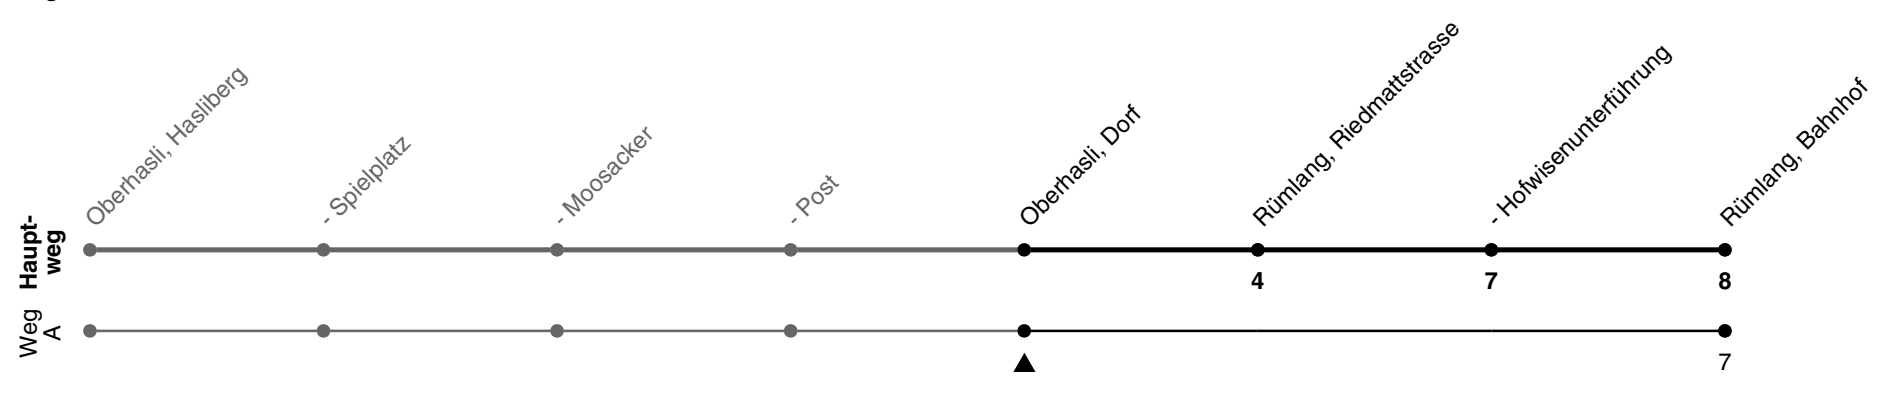 Oberhasli, Hasliberg
- Spielplatz
- Moosacker
- Post
Oberhasli, Dorf
Rümlang, Riedmattstrasse
- Hofwisenunterführung
Rümlang, Bahnhof
Haupt-
weg
4
7
8
Weg
A
7